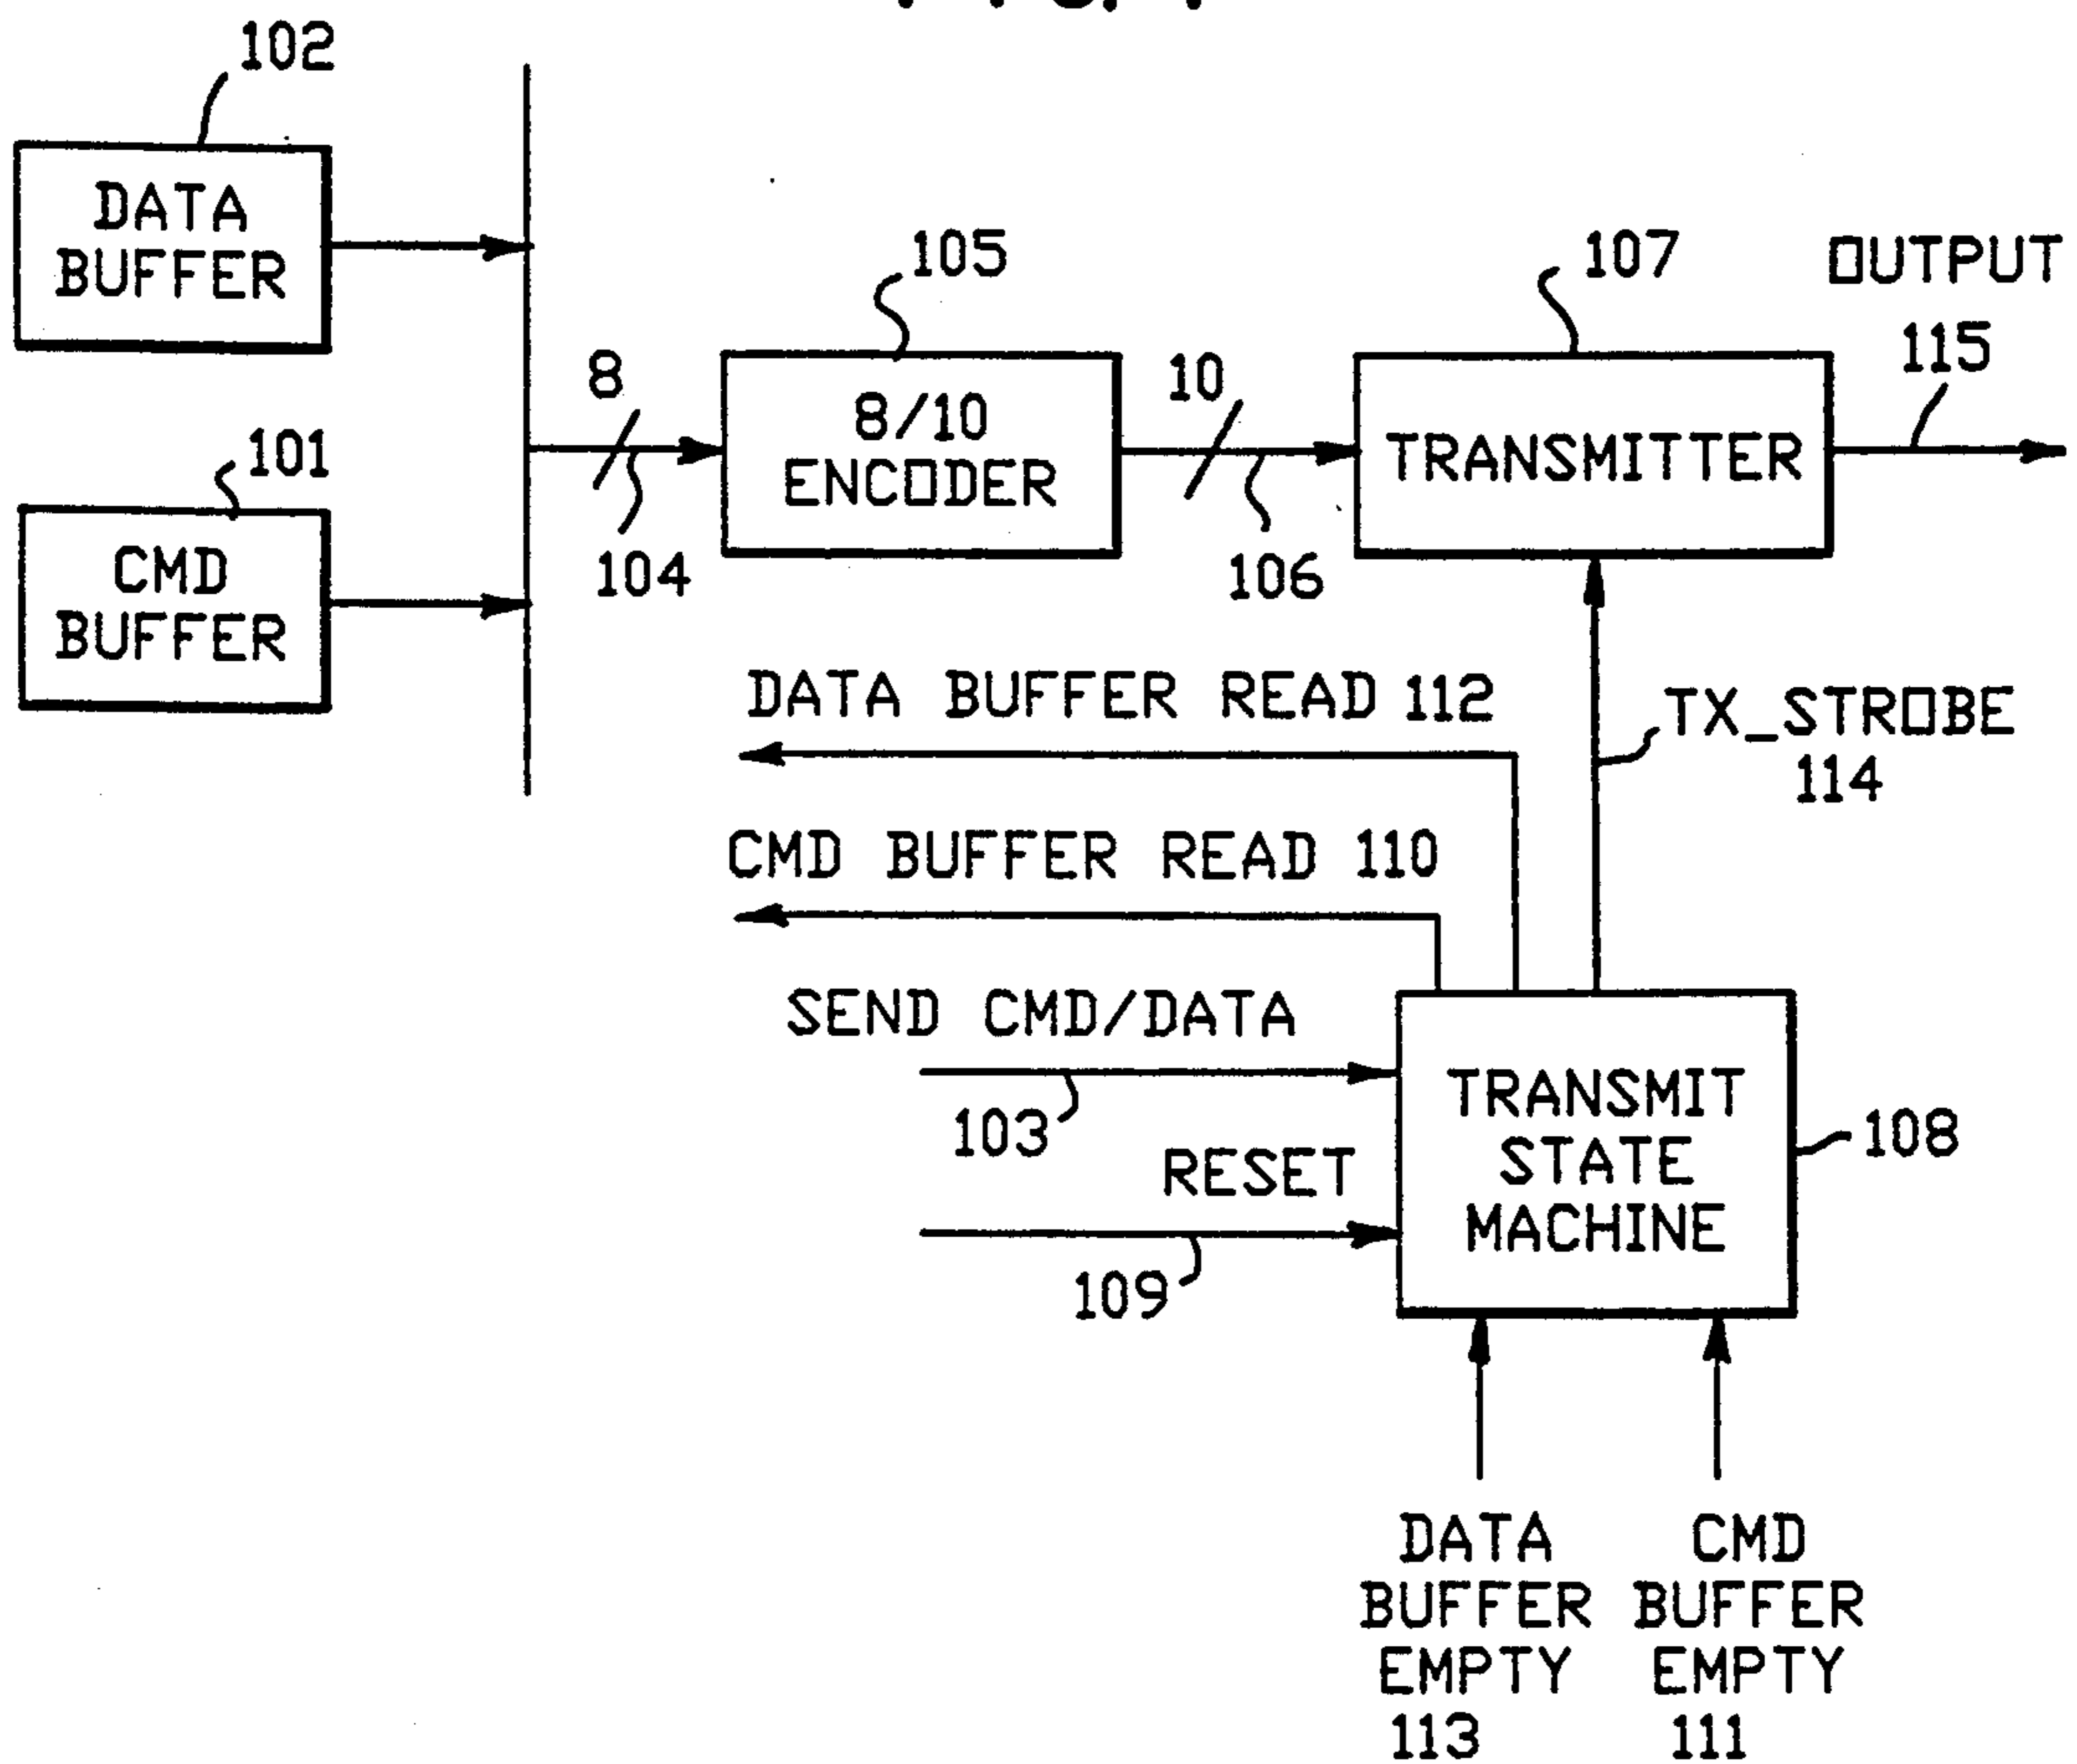 102
DATA
BUFFER
101
CMD
BUFFER
8
104
105
8/10
ENCODER
10
106
107
TRANSMITTER
OUTPUT
115
DATA BUFFER READ 112
TX_STROBE
114
CMD BUFFER READ 110
SEND CMD/DATA
103
RESET
109
TRANSMIT
STATE
MACHINE
108
DATA
BUFFER
EMPTY
113
CMD
BUFFER
EMPTY
111